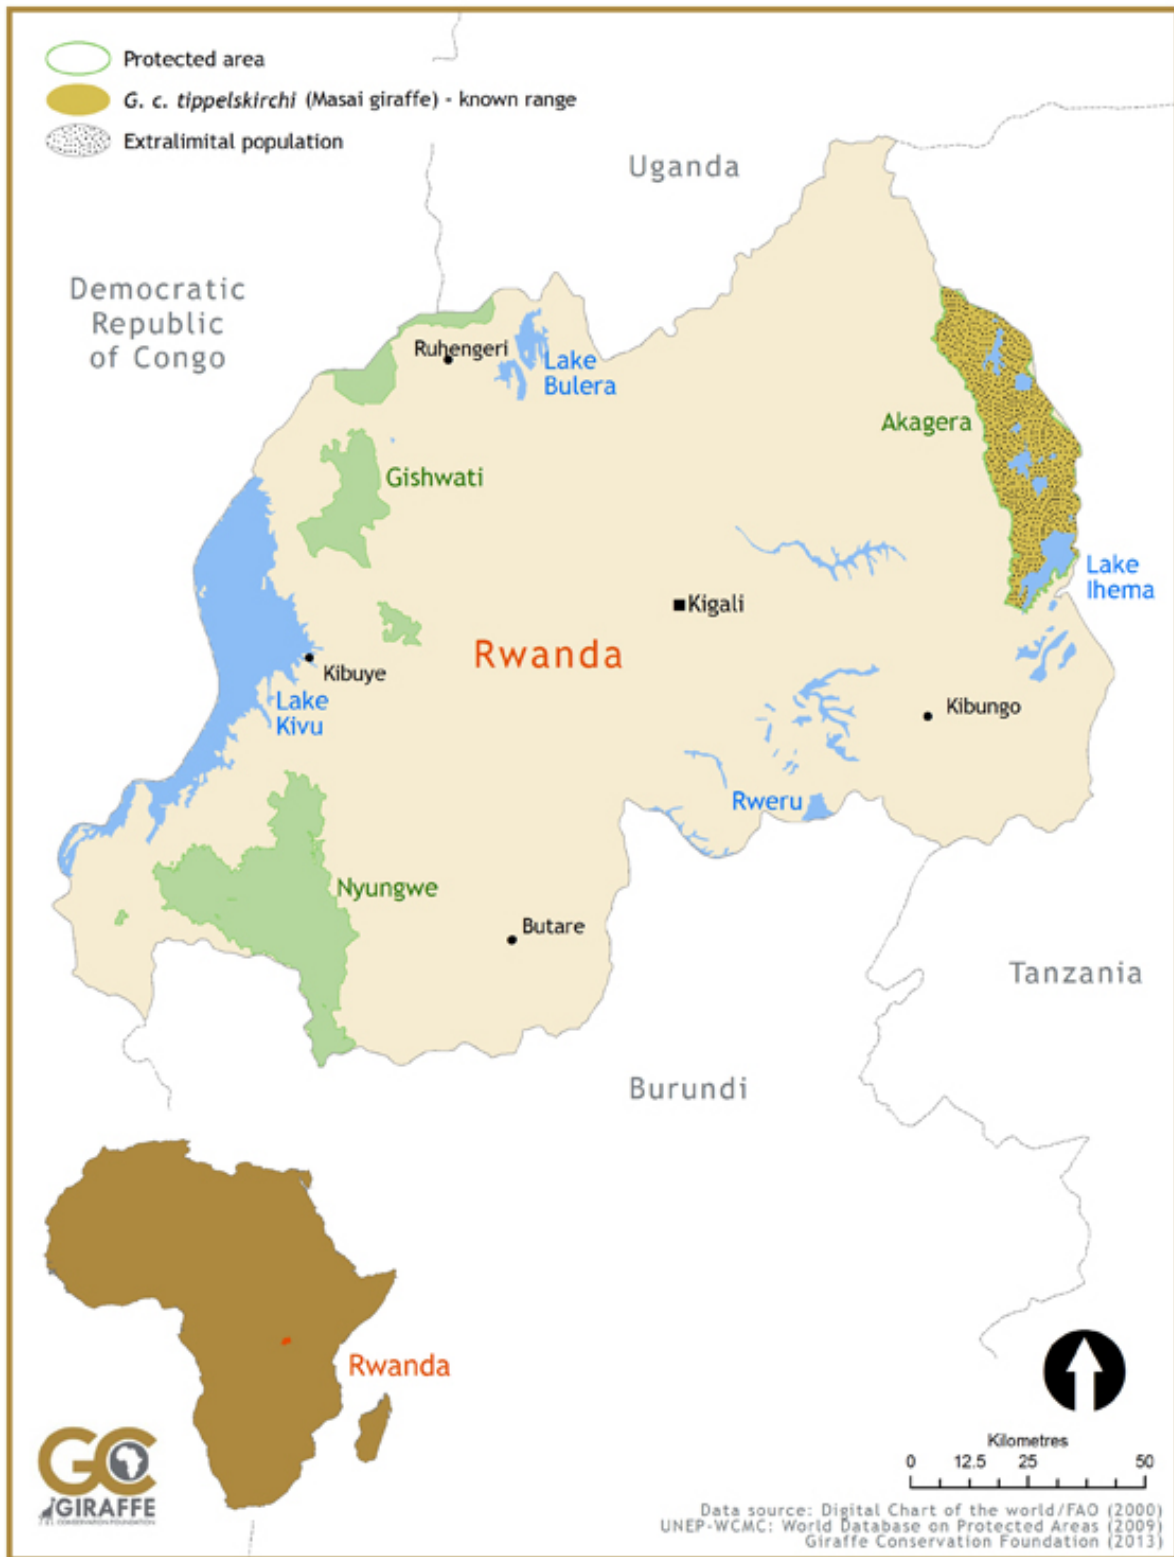 Protected area
G. c. tippelskirchi (Masai giraffe) - known range
Extralimital population
Uganda
Democratic
Republic
of Congo
Ruhengeri
Lake
Bulera
Akagera
Gishwati
Lake
Ihema
Kigali
Rwanda
Kibuye
Lake
Kivu
Kibungo
Rweru
Nyungwe
Butare
Tanzania
Burundi
Rwanda
GC
GIRAFFE
CONSERVATION FOUNDATION
Kilometres
0 12.5 25 50
Data source: Digital Chart of the world/FAO (2000)
UNEP-WCMC: World Database on Protected Areas (2009)
Giraffe Conservation Foundation (2013)